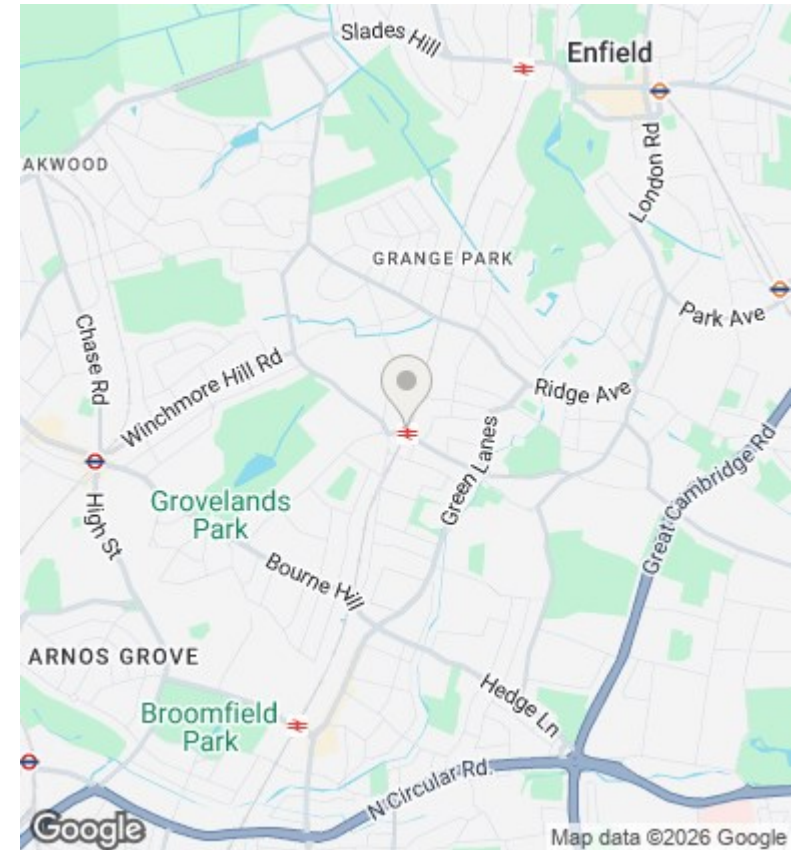 Slades Hill
Enfield
AKWOOD
London Rd
GRANGE PARK
Park Ave
Chase Rd
Winchmore Hill Rd
Ridge Ave
Green Lanes
Great Cambridge Rd
High St
Grovelands
Park
Bourne Hill
ARNOS GROVE
Hedge Ln
Broomfield
Park
N Circular Rd
Google
Map data ©2026 Google